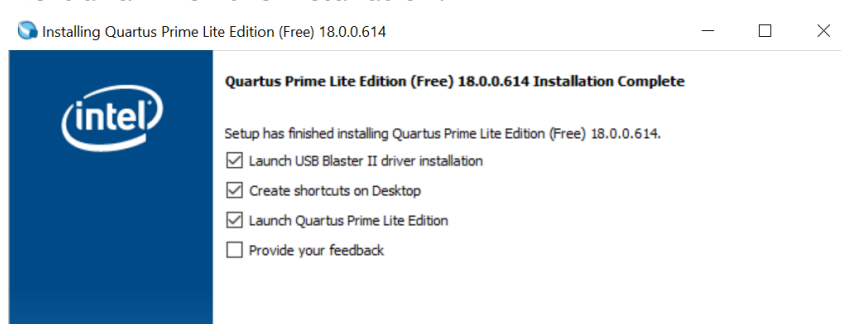 Installing Quartus Prime Lite Edition (Free) 18.0.0.614
Quartus Prime Lite Edition (Free) 18.0.0.614 Installation Complete
intel
Setup has finished installing Quartus Prime Lite Edition (Free) 18.0.0.614.
Launch USB Blaster II driver installation
Create shortcuts on Desktop
Launch Quartus Prime Lite Edition
Provide your feedback